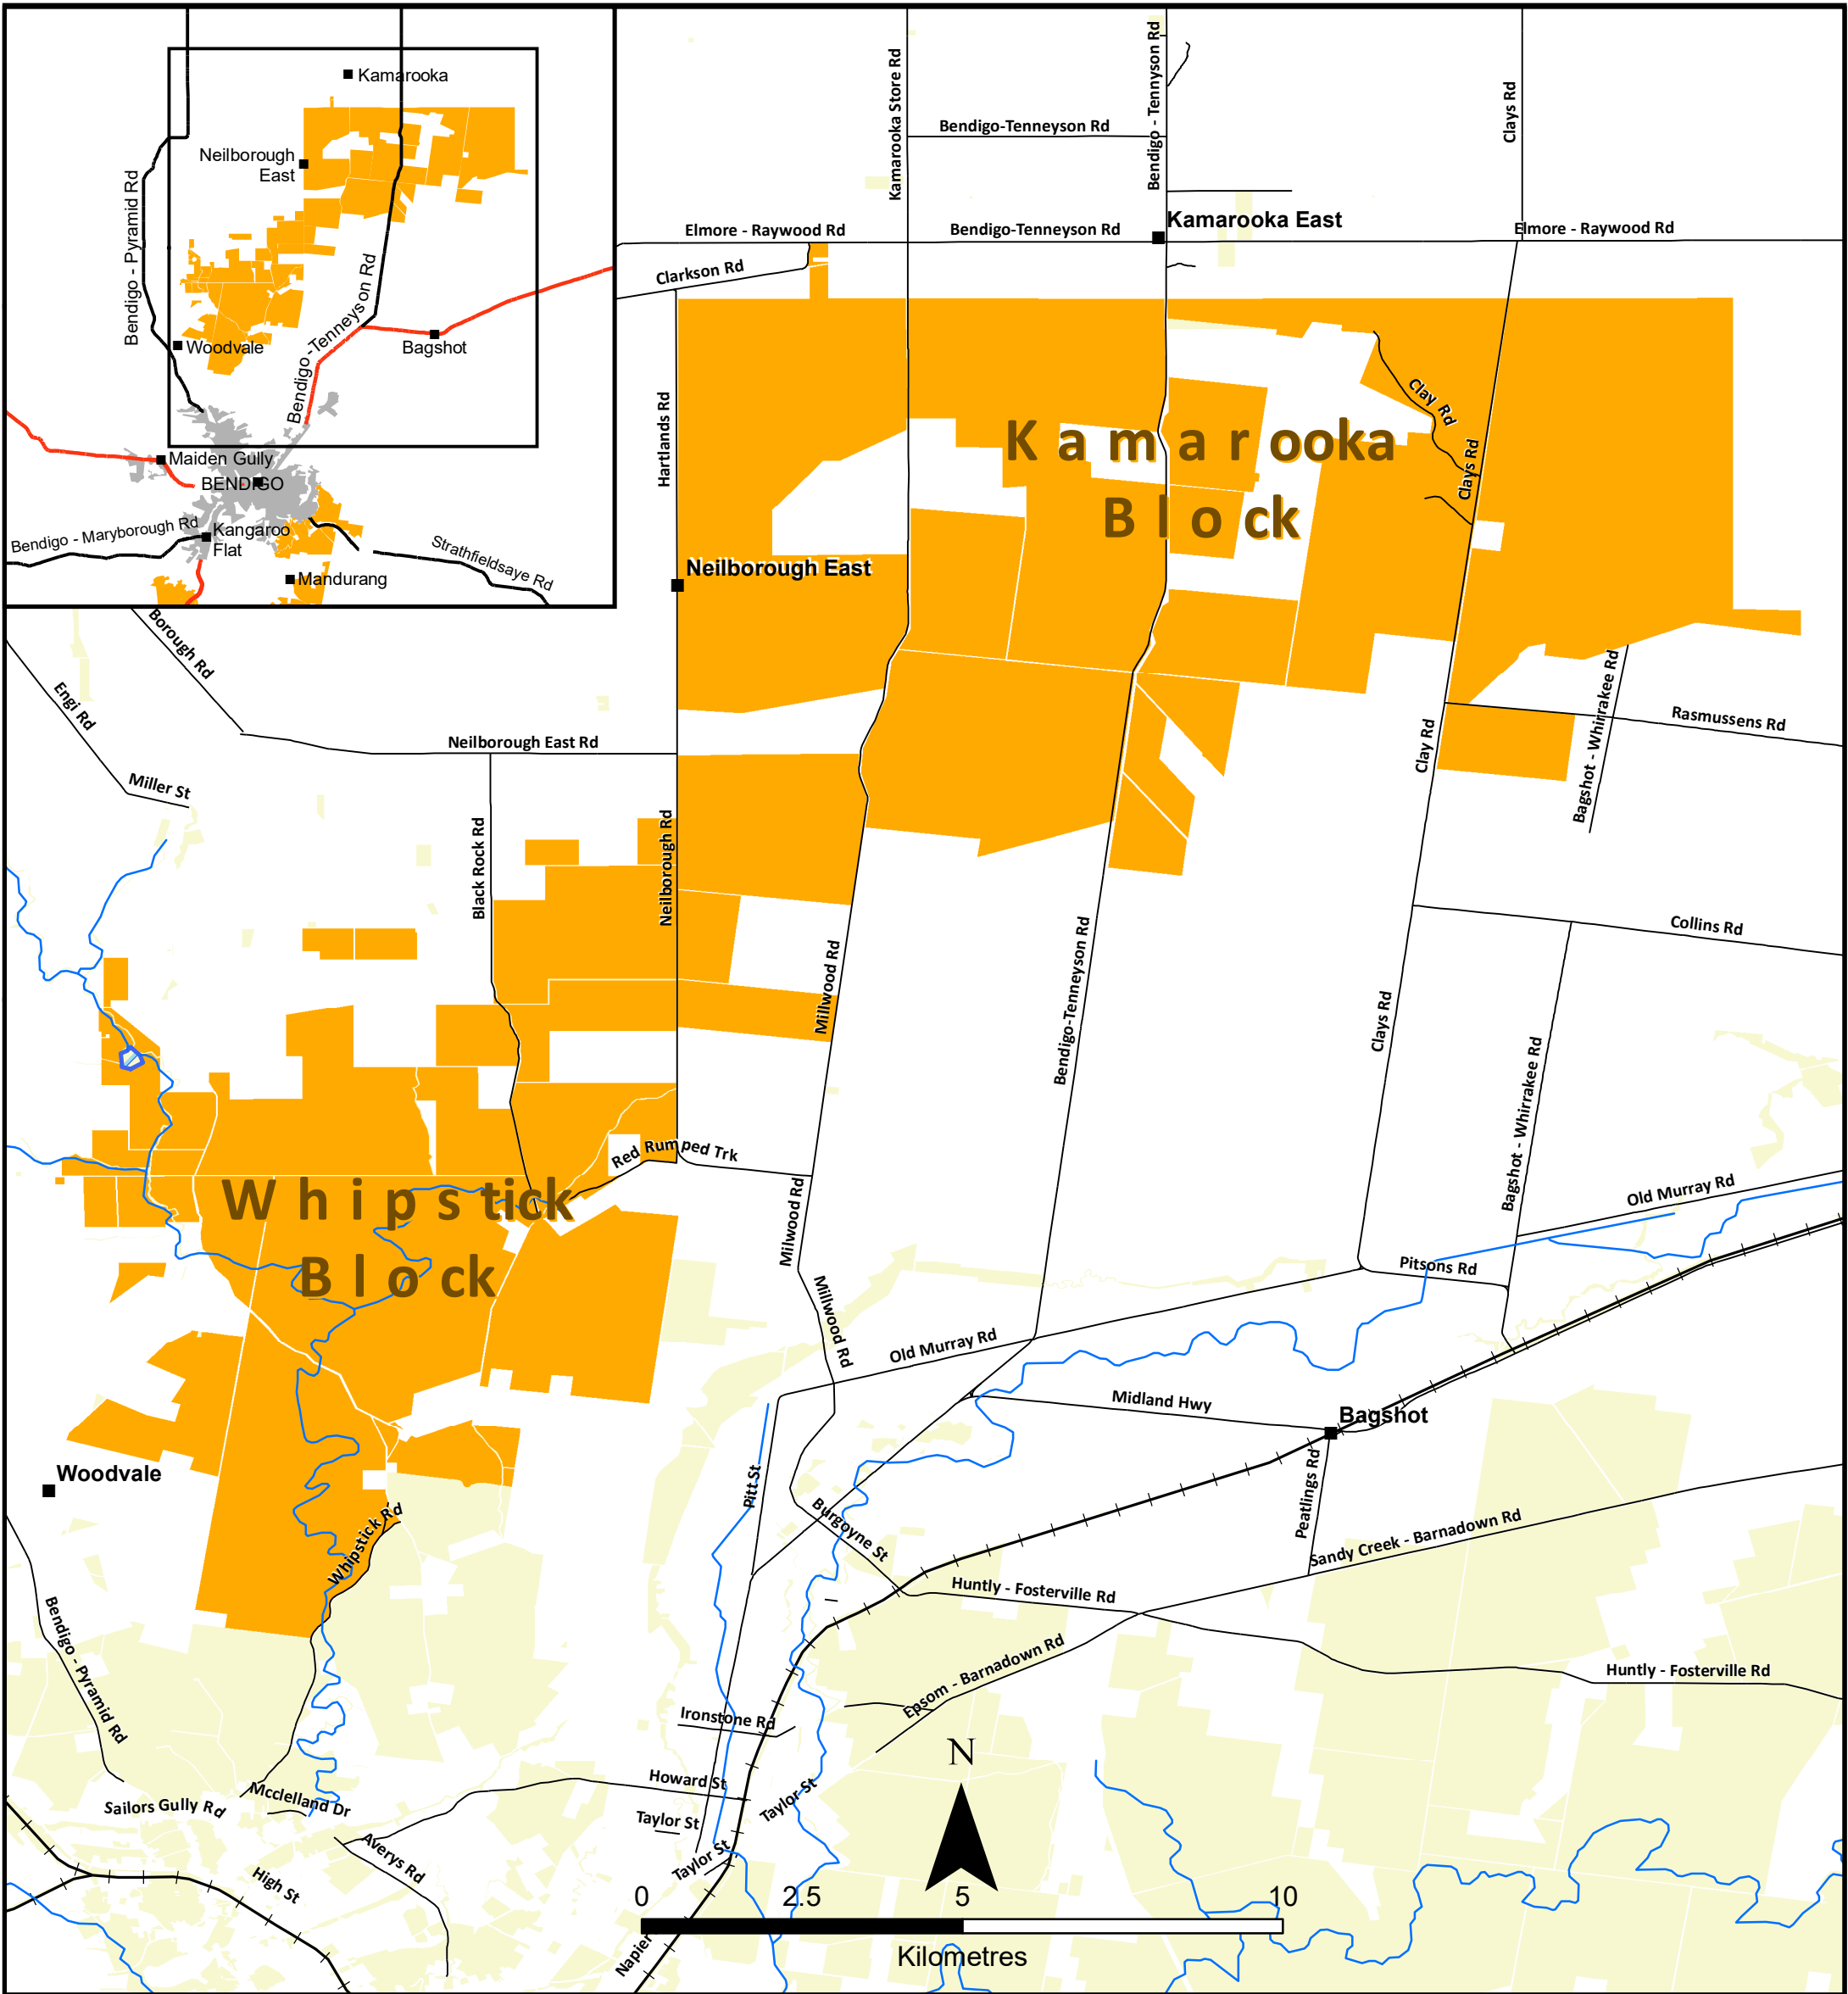 Kamarooka
Neilborough
East
Bendigo - Pyramid Rd
Woodvale
Bendigo -Tenneyson Rd
Bagshot
Maiden Gully
BENDIGO
Bendigo - Maryborough Rd
Kangaroo
Flat
Strathfieldsaye Rd
Mandurang
Kamarooka Store Rd
Bendigo - Tennyson Rd
Clays Rd
Bendigo-Tenneyson Rd
Kamarooka East
Elmore - Raywood Rd
Bendigo-Tenneyson Rd
Elmore - Raywood Rd
Clarkson Rd
Hartlands Rd
Clay Rd
Clays Rd
Kamarooka
Block
Neilborough East
Borough Rd
Engi Rd
Miller St
Neilborough East Rd
Clay Rd
Bagshot - Whirrakee Rd
Rasmussens Rd
Black Rock Rd
Neilborough Rd
Millwood Rd
Bendigo-Tenneyson Rd
Collins Rd
Clays Rd
Bagshot - Whirrakee Rd
Red Rumped Trk
Milwood Rd
Old Murray Rd
Whipstick
Block
Pitsons Rd
Millwood Rd
Old Murray Rd
Midland Hwy
Bagshot
Woodvale
Pitt St
Peatlings Rd
Whipstick Rd
Burgoyne St
Sandy Creek - Barnadown Rd
Huntly - Fosterville Rd
Bendigo - Pyramid Rd
Epsom - Barnadown Rd
Huntly - Fosterville Rd
Ironstone Rd
N
Howard St
Taylor St
Mcclelland Dr
Sailors Gully Rd
Taylor St
Averys Rd
Taylor St
High St
0 2.5 5 10
Kilometres
Napier